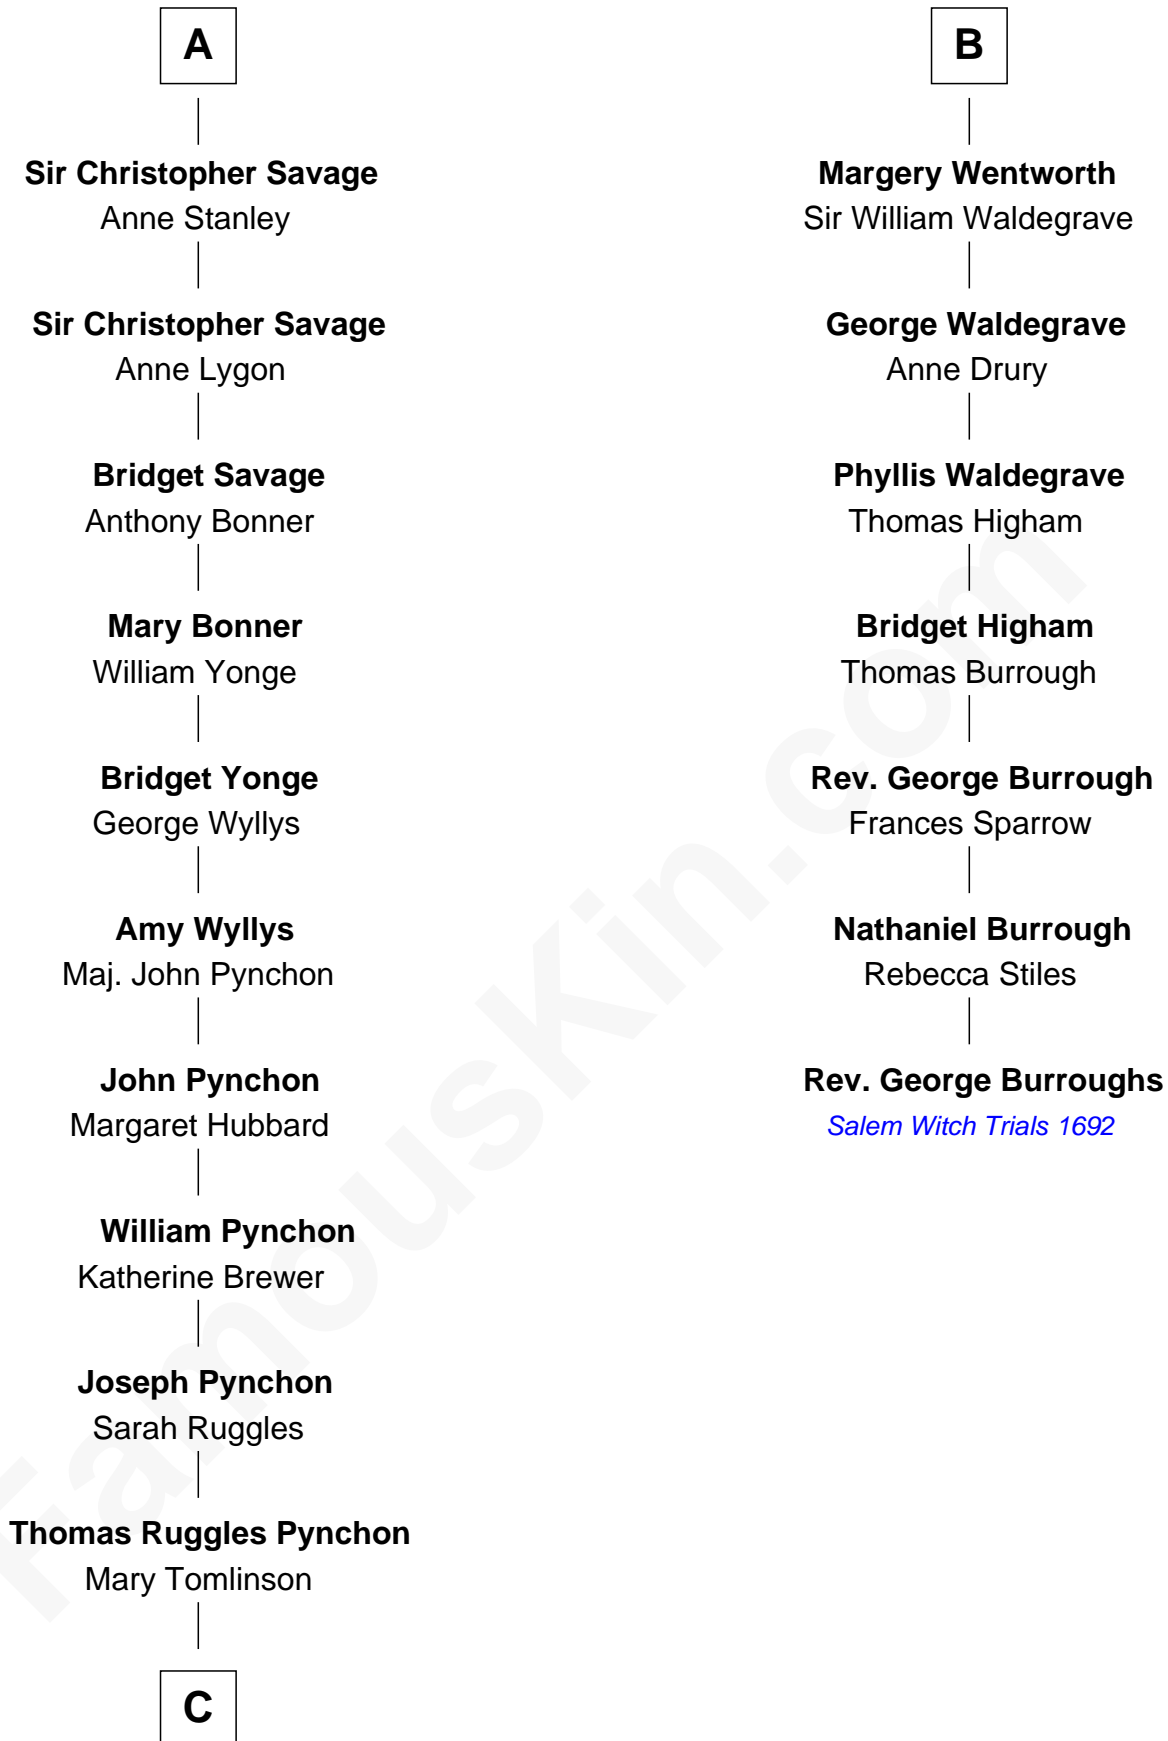 A
Sir Christopher Savage
Anne Stanley
Sir Christopher Savage
Anne Lygon
Bridget Savage
Anthony Bonner
Mary Bonner
William Yonge
Bridget Yonge
George Wyllys
Amy Wyllys
Maj. John Pynchon
John Pynchon
Margaret Hubbard
William Pynchon
Katherine Brewer
Joseph Pynchon
Sarah Ruggles
Thomas Ruggles Pynchon
Mary Tomlinson
C
B
Margery Wentworth
Sir William Waldegrave
George Waldegrave
Anne Drury
Phyllis Waldegrave
Thomas Higham
Bridget Higham
Thomas Burrough
Rev. George Burrough
Frances Sparrow
Nathaniel Burrough
Rebecca Stiles
Rev. George Burroughs
Salem Witch Trials 1692
FamousKin.com